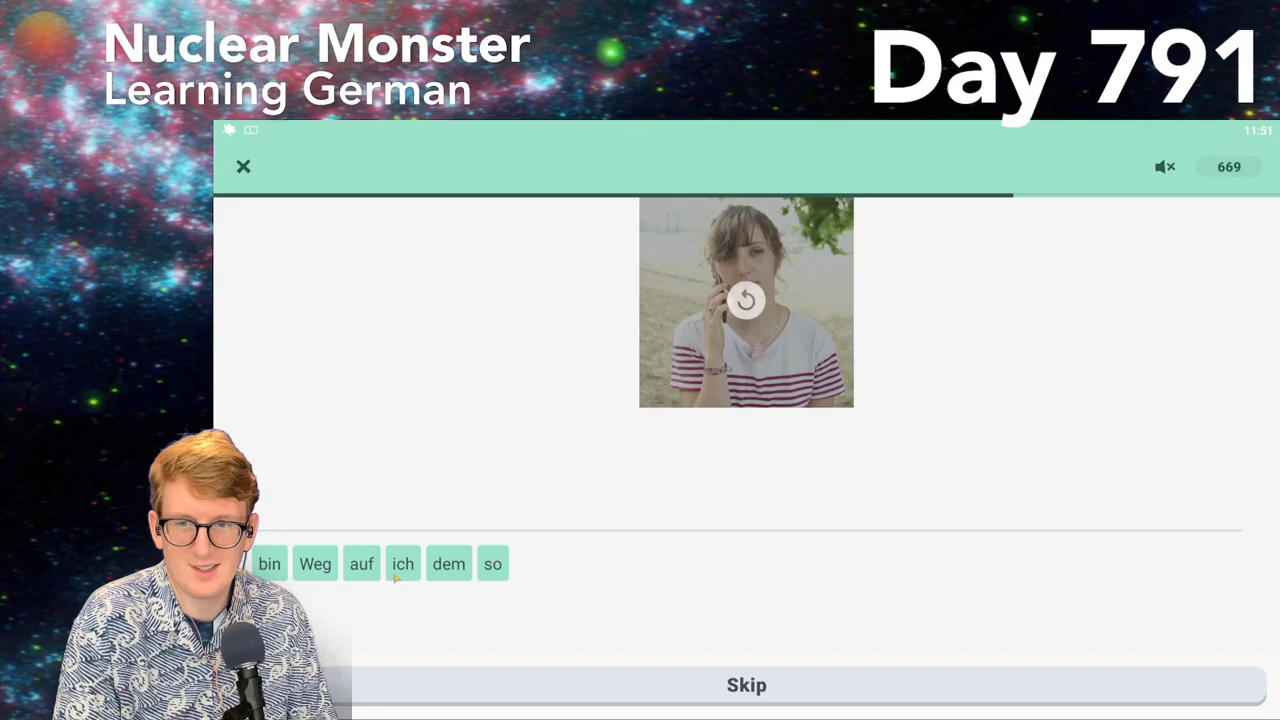 Nuclear Monster
Learning German
Day 791
11:51
669
bin Weg auf ich dem so
Skip